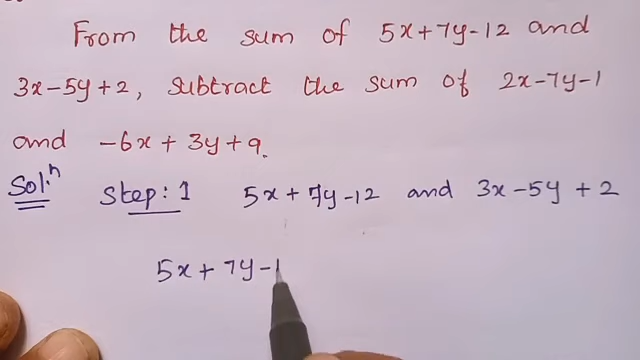 From the sum of 5x+7y-12 and
3x-5y+2, subtract the sum of 2x-7y-1
and -6x+3y+9.
Sol.n Step: 1 5x+7y-12 and 3x-5y+2
5x+7y-1